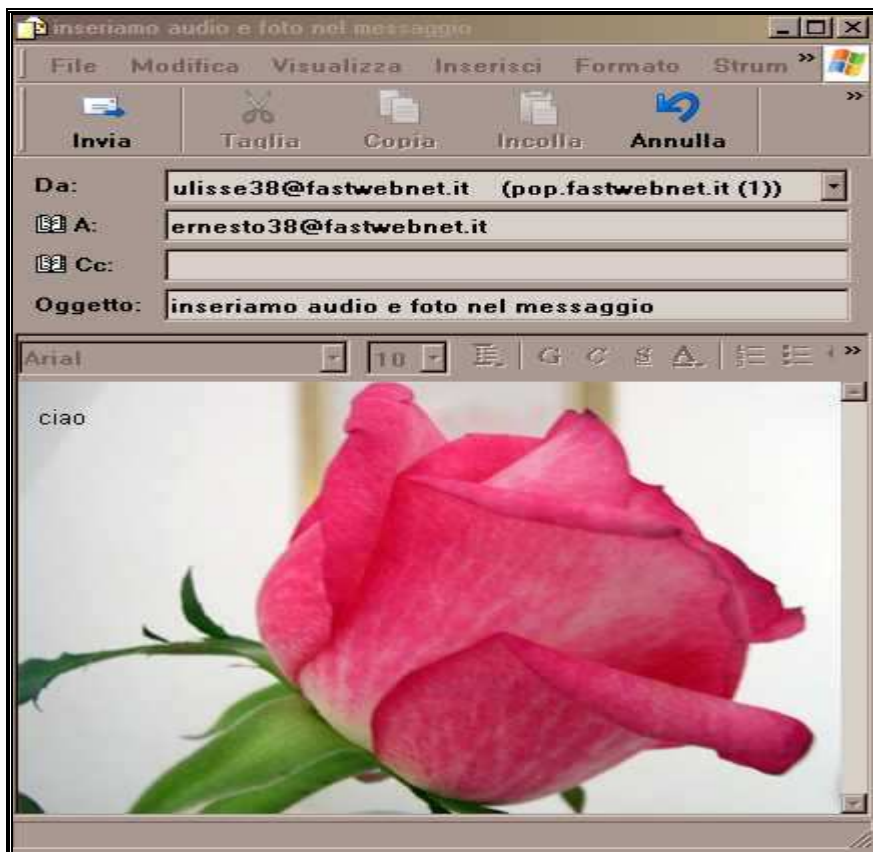 inseriamo audio e foto nel messaggio
File Modifica Visualizza Inserisci Formato Strum »
»
Invia Taglia Copia Incolla Annulla
Da: ulisse38@fastwebnet.it (pop.fastwebnet.it (1))
A: ernesto38@fastwebnet.it
Cc:
Oggetto: inseriamo audio e foto nel messaggio
Arial 10 G C S A »
ciao